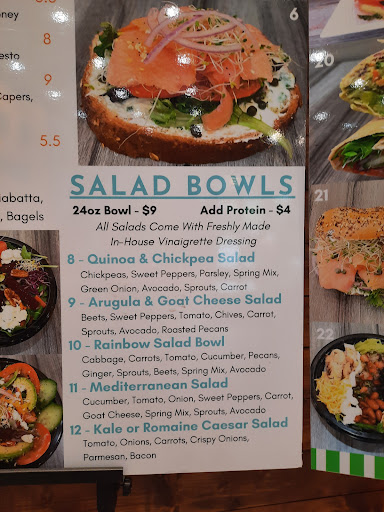 oney
8
esto
Capers,
5.5
iabatta,
, Bagels
6
SALAD BOWLS
24oz Bowl - $9 Add Protein - $4
All Salads Come With Freshly Made
In-House Vinaigrette Dressing
8 - Quinoa & Chickpea Salad
Chickpeas, Sweet Peppers, Parsley, Spring Mix,
Green Onion, Avocado, Sprouts, Carrot
9 - Arugula & Goat Cheese Salad
Beets, Sweet Peppers, Tomato, Chives, Carrot,
Sprouts, Avocado, Roasted Pecans
10 - Rainbow Salad Bowl
Cabbage, Carrots, Tomato, Cucumber, Pecans,
Ginger, Sprouts, Beets, Spring Mix, Avocado
11 - Mediterranean Salad
Cucumber, Tomato, Onion, Sweet Peppers, Carrot,
Goat Cheese, Spring Mix, Sprouts, Avocado
12 - Kale or Romaine Caesar Salad
Tomato, Onions, Carrots, Crispy Onions,
Parmesan, Bacon
20
21
22